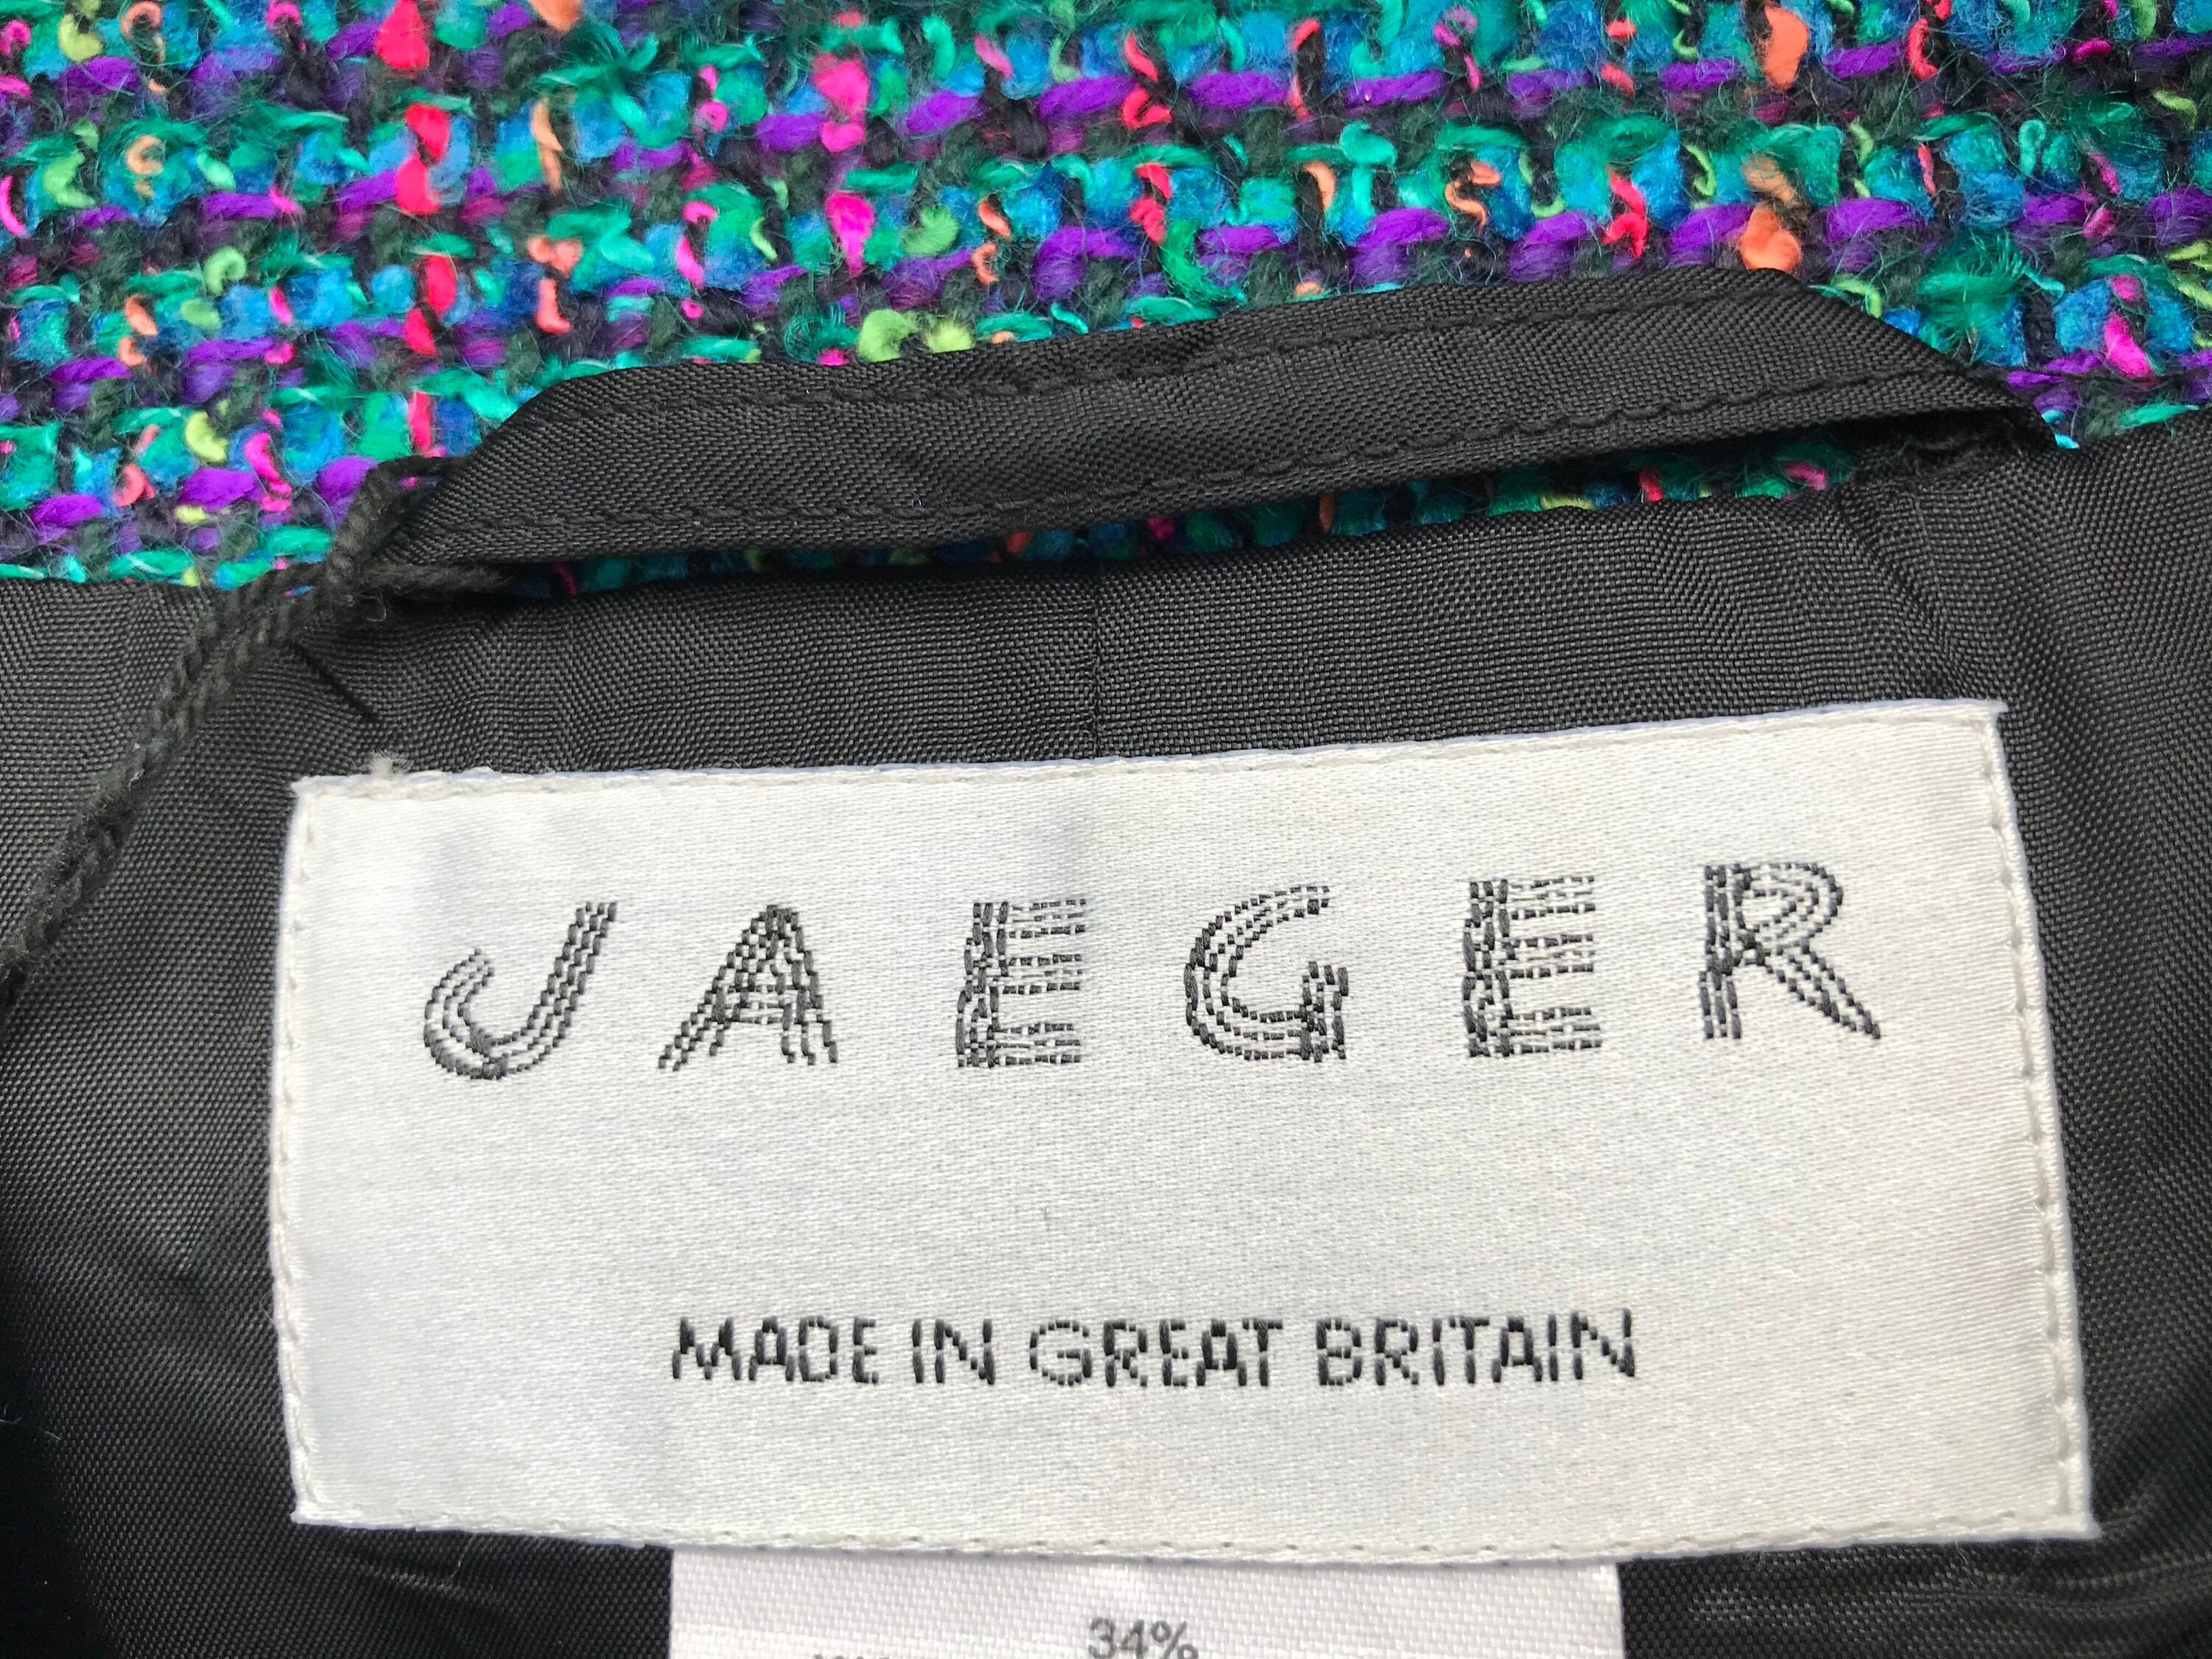 JAEGER
MADE IN GREAT BRITAIN
34%